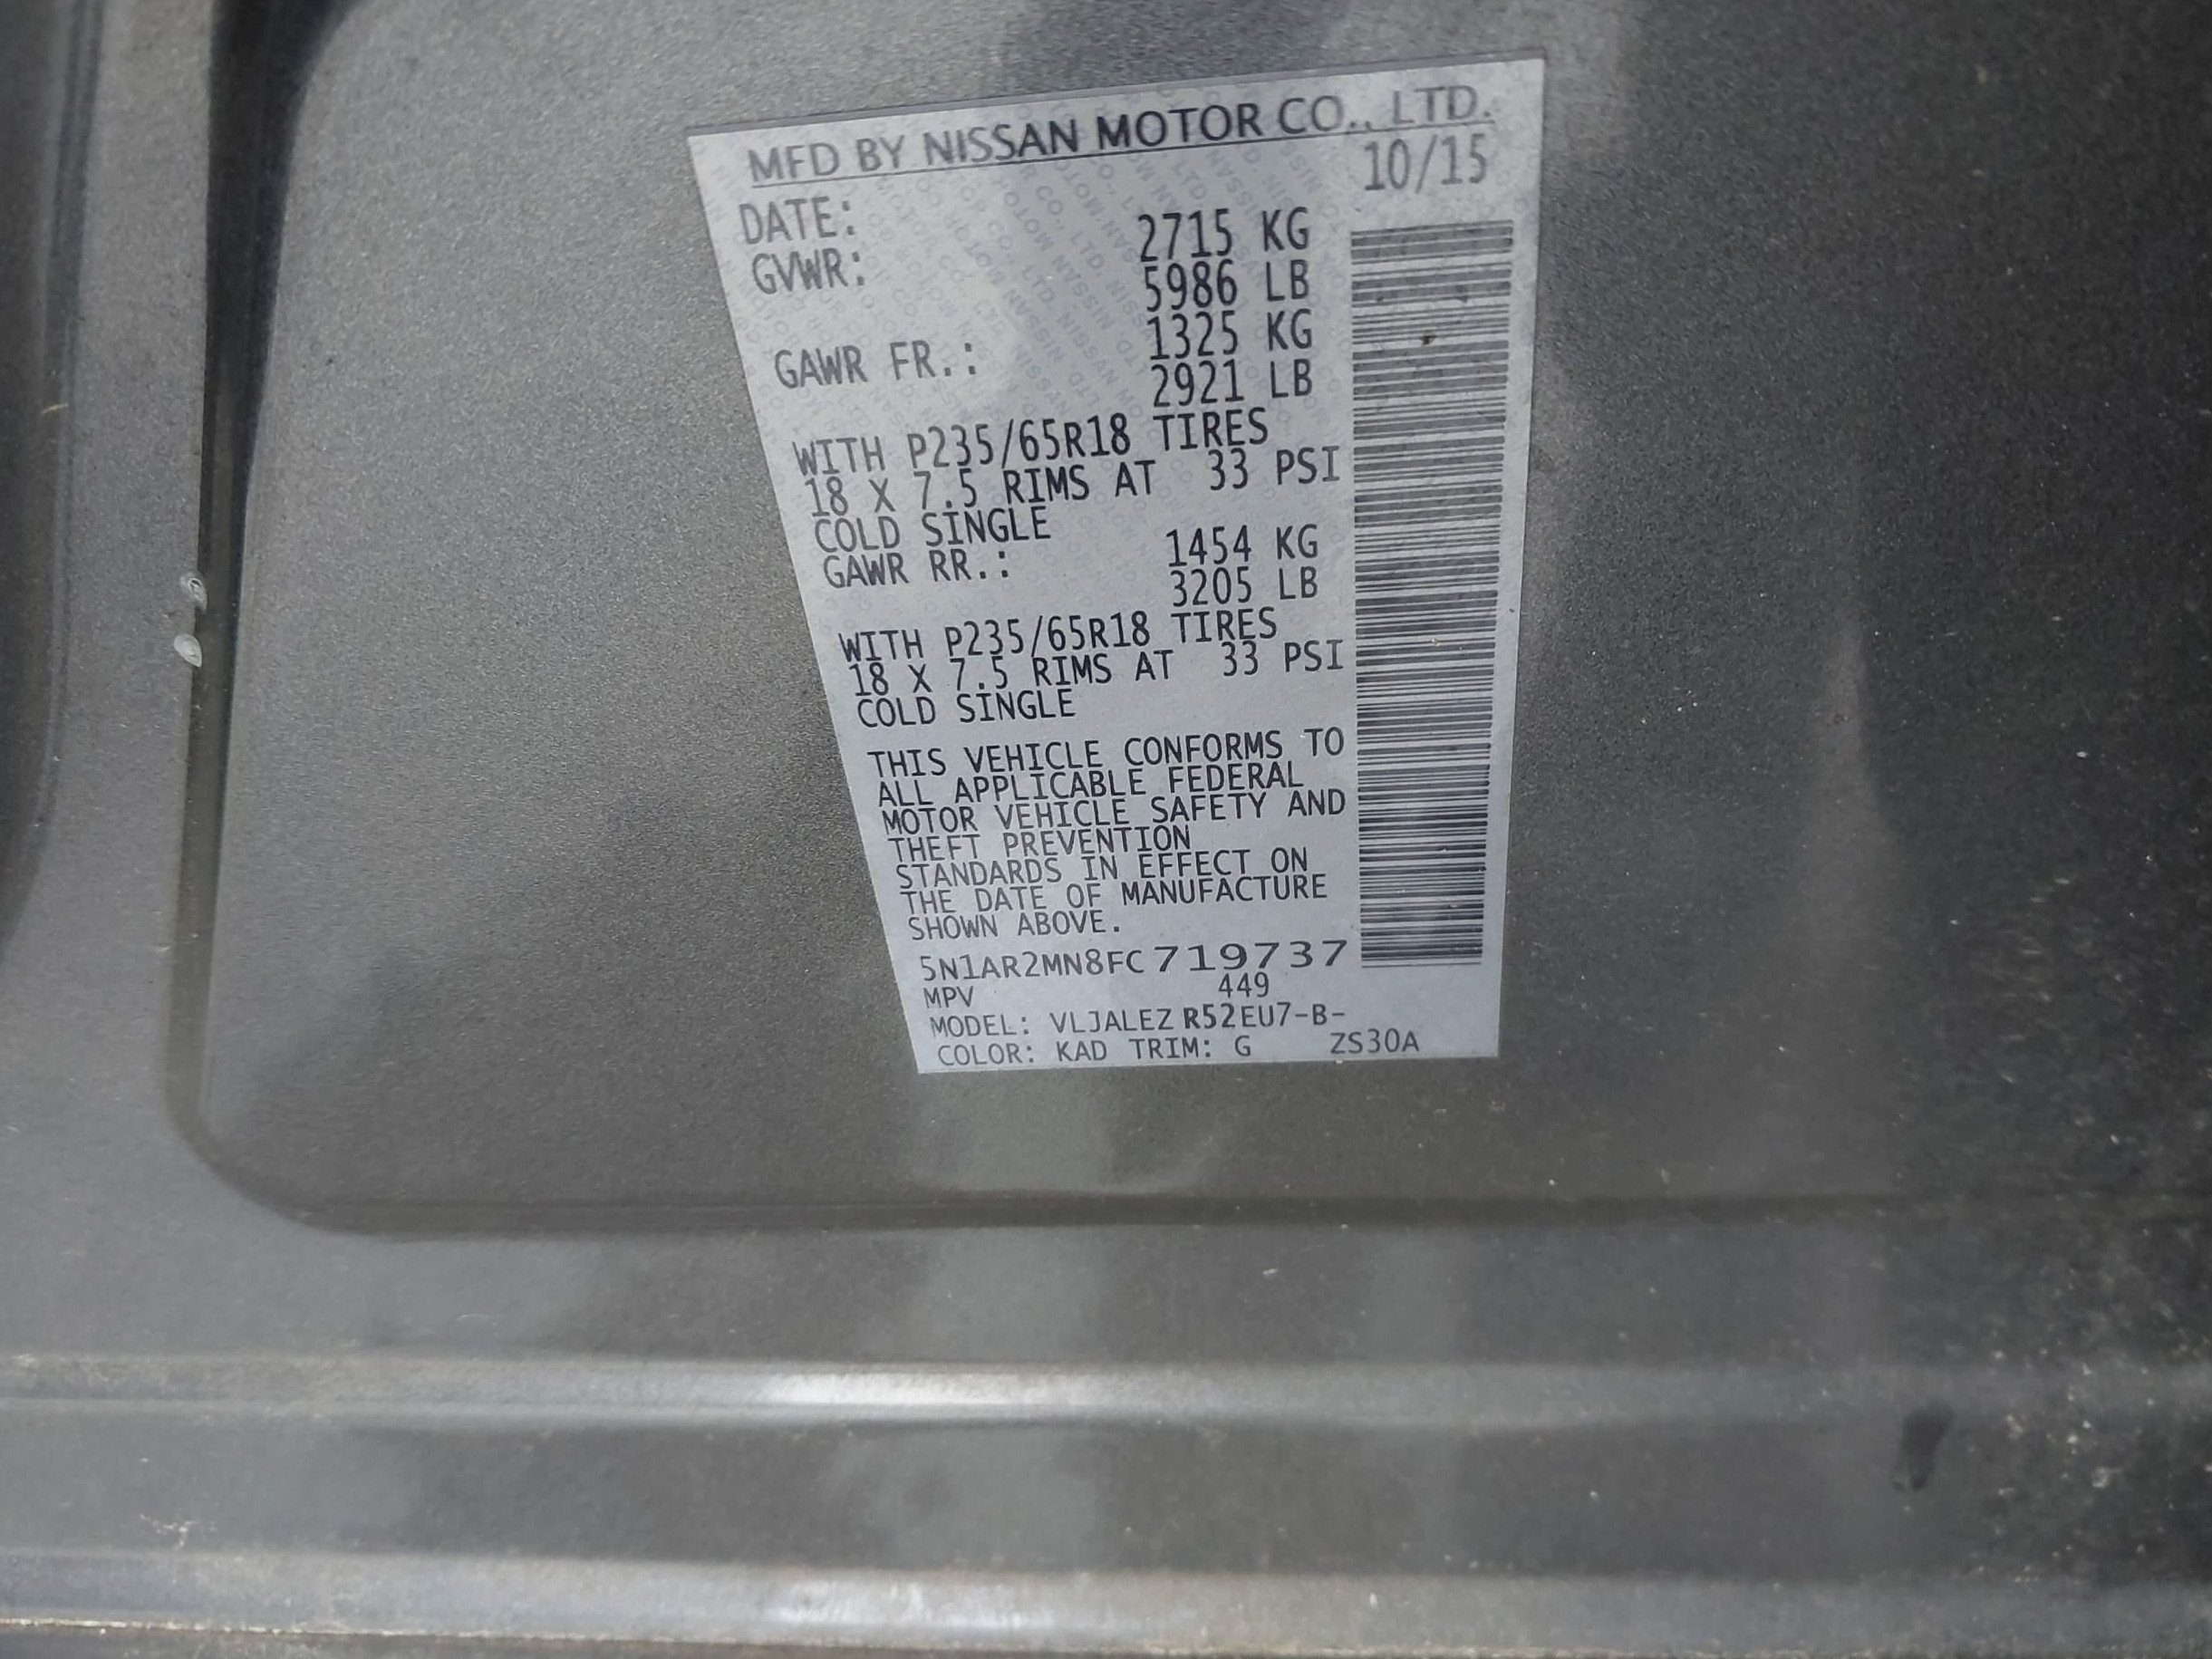 MFD BY NISSAN MOTOR CO., LTD.
DATE: 10/15
GVWR: 2715 KG
5986 LB
GAWR FR.: 1325 KG
2921 LB
WITH P235/65R18 TIRES
18 X 7.5 RIMS AT 33 PSI
COLD SINGLE
GAWR RR.: 1454 KG
3205 LB
WITH P235/65R18 TIRES
18 X 7.5 RIMS AT 33 PSI
COLD SINGLE
THIS VEHICLE CONFORMS TO
ALL APPLICABLE FEDERAL
MOTOR VEHICLE SAFETY AND
THEFT PREVENTION
STANDARDS IN EFFECT ON
THE DATE OF MANUFACTURE
SHOWN ABOVE.
5N1AR2MN8FC719737
MPV 449
MODEL: VLJALEZ R52EU7-B-
COLOR: KAD TRIM: G ZS30A